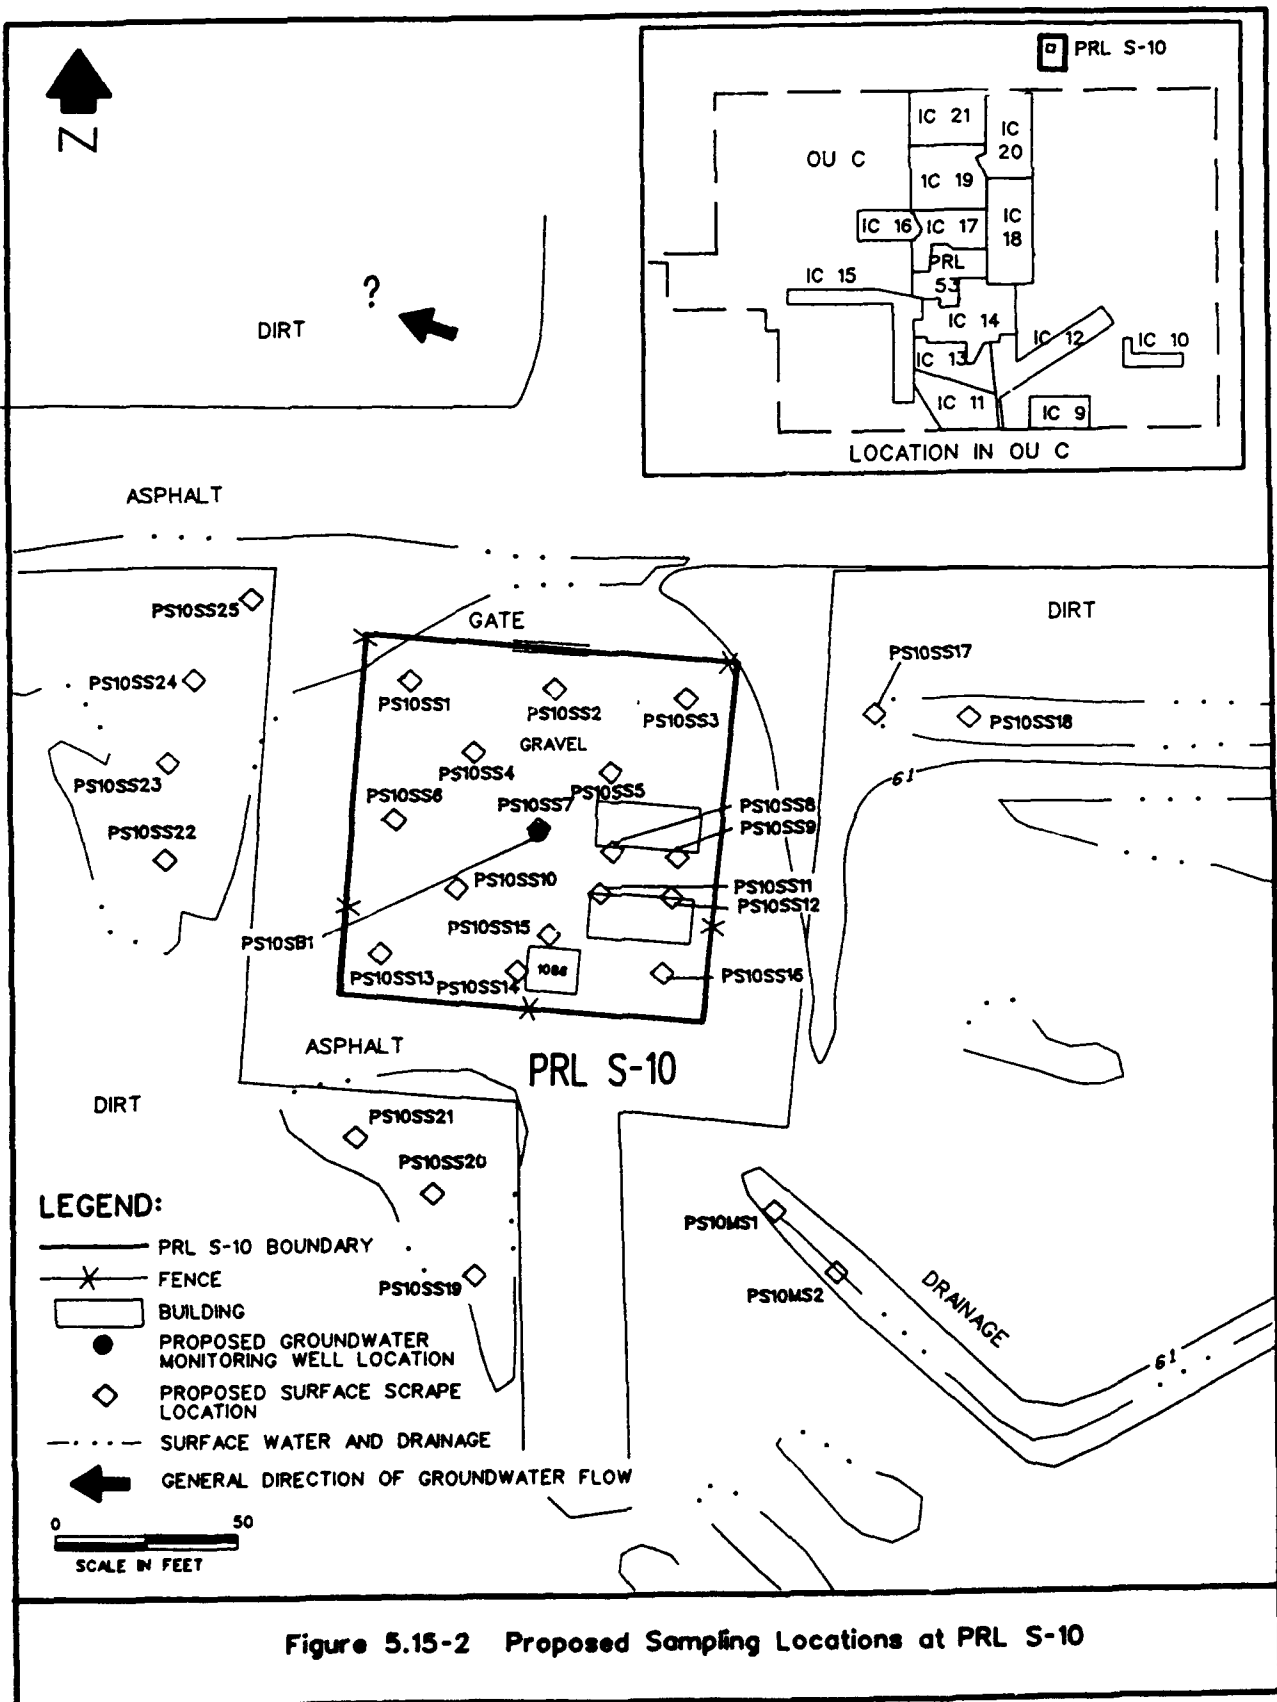 N
PRL S-10
IC 21
IC
20
OU C
IC 19
IC 16
IC 17
IC
18
PRL
53
IC 15
IC 14
IC 12
IC 10
IC 13
IC 11
IC 9
LOCATION IN OU C
?
DIRT
ASPHALT
PS10SS25
GATE
DIRT
PS10SS17
PS10SS24
PS10SS1
PS10SS2
PS10SS3
PS10SS18
GRAVEL
PS10SS4
PS10SS23
PS10SS5
61
PS10SS6
PS10SS7
PS10SS8
PS10SS9
PS10SS22
PS10SS10
PS10SS11
PS10SS12
PS10SS15
PS10SB1
PS10SS13
PS10SS14
1086
PS10SS16
ASPHALT
PRL S-10
DIRT
PS10SS21
PS10SS20
PS10MS1
PS10SS19
PS10MS2
DRAINAGE
61
LEGEND:
PRL S-10 BOUNDARY
FENCE
BUILDING
PROPOSED GROUNDWATER
MONITORING WELL LOCATION
PROPOSED SURFACE SCRAPE
LOCATION
SURFACE WATER AND DRAINAGE
GENERAL DIRECTION OF GROUNDWATER FLOW
0 50
SCALE IN FEET
Figure 5.15-2 Proposed Sampling Locations at PRL S-10